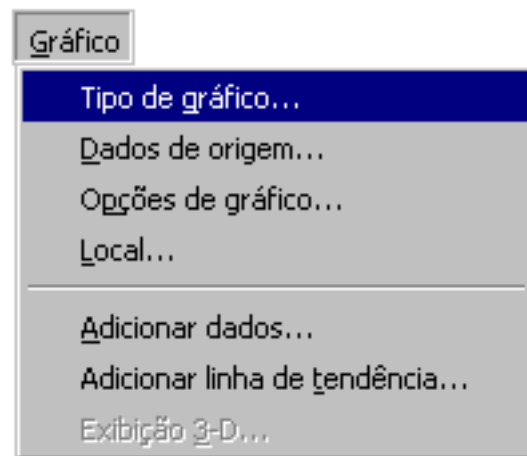 Gráfico
Tipo de gráfico...
Dados de origem...
Opções de gráfico...
Local...
Adicionar dados...
Adicionar linha de tendência...
Exibição 3-D...